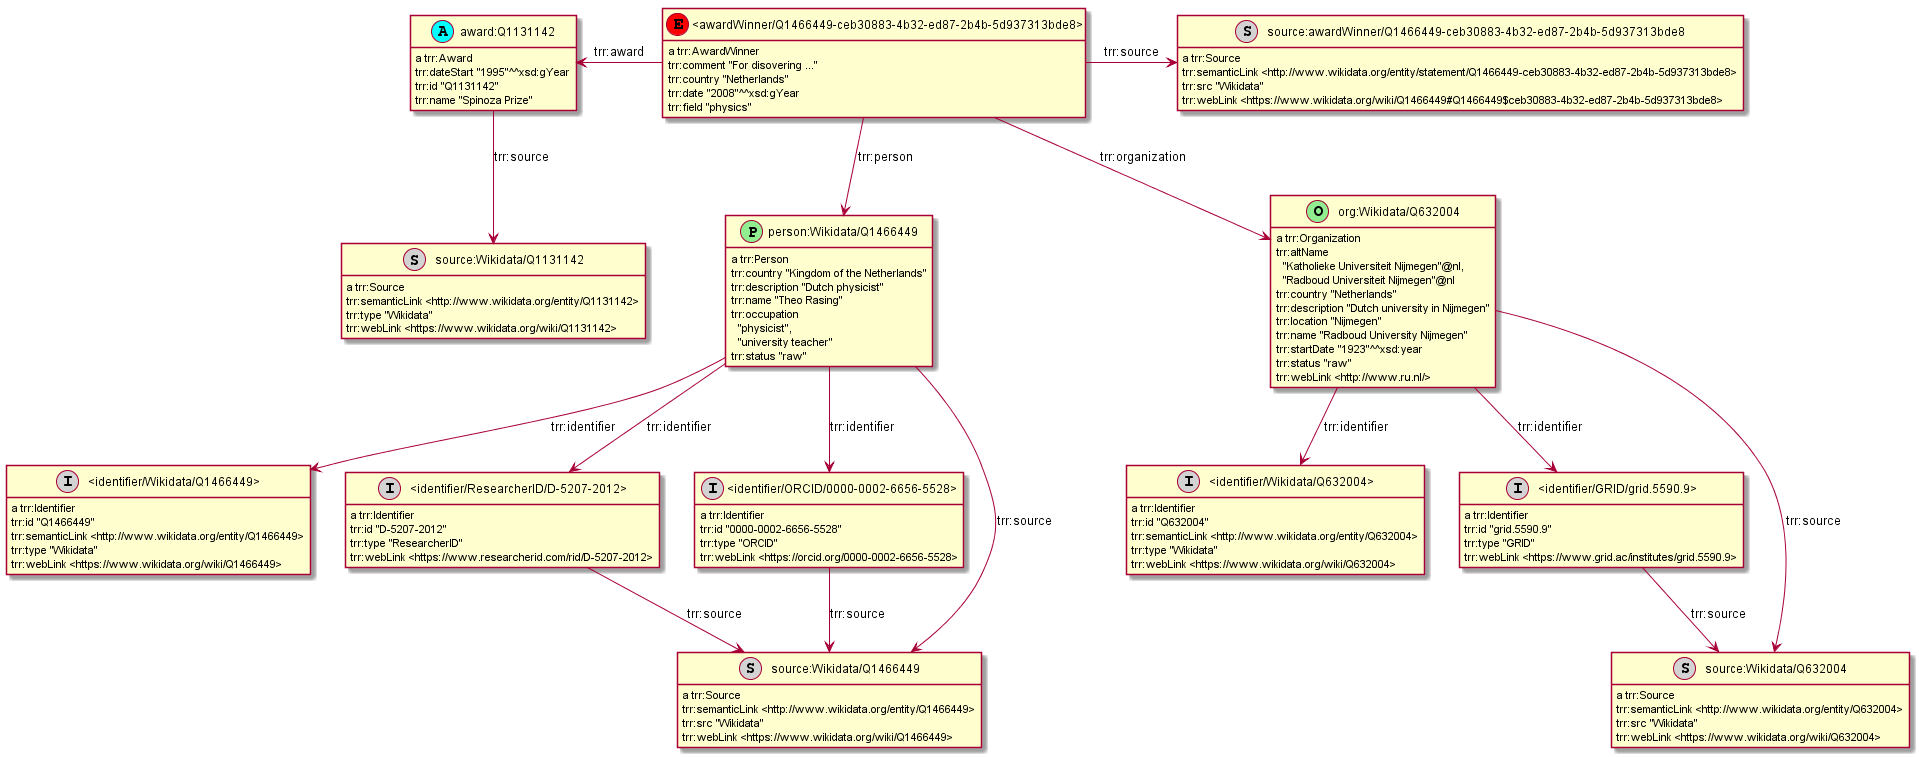 A award:Q1131142
a trr:Award
trr:dateStart "1995"^^xsd:gYear
trr:id "Q1131142"
trr:name "Spinoza Prize"
trr:award
E <awardWinner/Q1466449-ceb30883-4b32-ed87-2b4b-5d937313bde8>
a trr:AwardWinner
trr:comment "For disovering ..."
trr:country "Netherlands"
trr:date "2008"^^xsd:gYear
trr:field "physics"
trr:source
S source:awardWinner/Q1466449-ceb30883-4b32-ed87-2b4b-5d937313bde8
a trr:Source
trr:semanticLink <http://www.wikidata.org/entity/statement/Q1466449-ceb30883-4b32-ed87-2b4b-5d937313bde8>
trr:src "Wikidata"
trr:webLink <https://www.wikidata.org/wiki/Q1466449#Q1466449$ceb30883-4b32-ed87-2b4b-5d937313bde8>
trr:source
trr:person
trr:organization
S source:Wikidata/Q1131142
a trr:Source
trr:semanticLink <http://www.wikidata.org/entity/Q1131142>
trr:type "Wikidata"
trr:webLink <https://www.wikidata.org/wiki/Q1131142>
P person:Wikidata/Q1466449
a trr:Person
trr:country "Kingdom of the Netherlands"
trr:description "Dutch physicist"
trr:name "Theo Rasing"
trr:occupation
"physicist",
"university teacher"
trr:status "raw"
O org:Wikidata/Q632004
a trr:Organization
trr:altName
"Katholieke Universiteit Nijmegen"@nl,
"Radboud Universiteit Nijmegen"@nl
trr:country "Netherlands"
trr:description "Dutch university in Nijmegen"
trr:location "Nijmegen"
trr:name "Radboud University Nijmegen"
trr:startDate "1923"^^xsd:year
trr:status "raw"
trr:webLink <http://www.ru.nl/>
trr:identifier
trr:identifier
trr:identifier
trr:identifier
trr:identifier
I <identifier/Wikidata/Q1466449>
a trr:Identifier
trr:id "Q1466449"
trr:semanticLink <http://www.wikidata.org/entity/Q1466449>
trr:type "Wikidata"
trr:webLink <https://www.wikidata.org/wiki/Q1466449>
I <identifier/ResearcherID/D-5207-2012>
a trr:Identifier
trr:id "D-5207-2012"
trr:type "ResearcherID"
trr:webLink <https://www.researcherid.com/rid/D-5207-2012>
I <identifier/ORCID/0000-0002-6656-5528>
a trr:Identifier
trr:id "0000-0002-6656-5528"
trr:type "ORCID"
trr:webLink <https://orcid.org/0000-0002-6656-5528>
trr:source
I <identifier/Wikidata/Q632004>
a trr:Identifier
trr:id "Q632004"
trr:semanticLink <http://www.wikidata.org/entity/Q632004>
trr:type "Wikidata"
trr:webLink <https://www.wikidata.org/wiki/Q632004>
I <identifier/GRID/grid.5590.9>
a trr:Identifier
trr:id "grid.5590.9"
trr:type "GRID"
trr:webLink <https://www.grid.ac/institutes/grid.5590.9>
trr:source
trr:source
trr:source
trr:source
S source:Wikidata/Q1466449
a trr:Source
trr:semanticLink <http://www.wikidata.org/entity/Q1466449>
trr:src "Wikidata"
trr:webLink <https://www.wikidata.org/wiki/Q1466449>
S source:Wikidata/Q632004
a trr:Source
trr:semanticLink <http://www.wikidata.org/entity/Q632004>
trr:src "Wikidata"
trr:webLink <https://www.wikidata.org/wiki/Q632004>